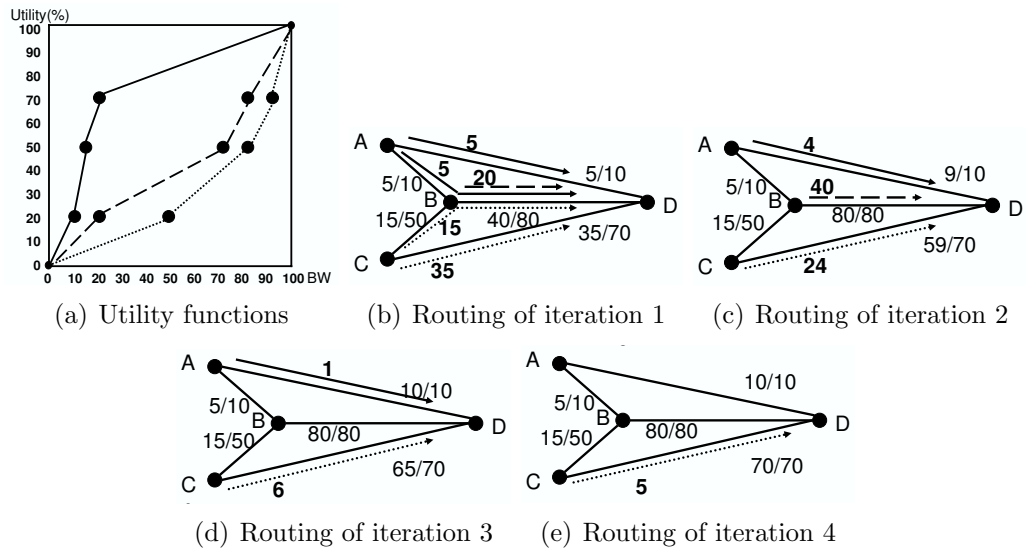 Utility(%)
100
90
80
70
60
50
40
30
20
10
0
0 10 20 30 40 50 60 70 80 90 100 BW
(a) Utility functions
A
5
5
20
5/10
5/10
B
D
15/50
15
40/80
35/70
C
35
(b) Routing of iteration 1
A
4
9/10
5/10
40
B
D
15/50
80/80
59/70
C
24
(c) Routing of iteration 2
A
1
10/10
5/10
B
D
15/50
80/80
65/70
C
6
(d) Routing of iteration 3
A
10/10
5/10
B
D
15/50
80/80
70/70
C
5
(e) Routing of iteration 4